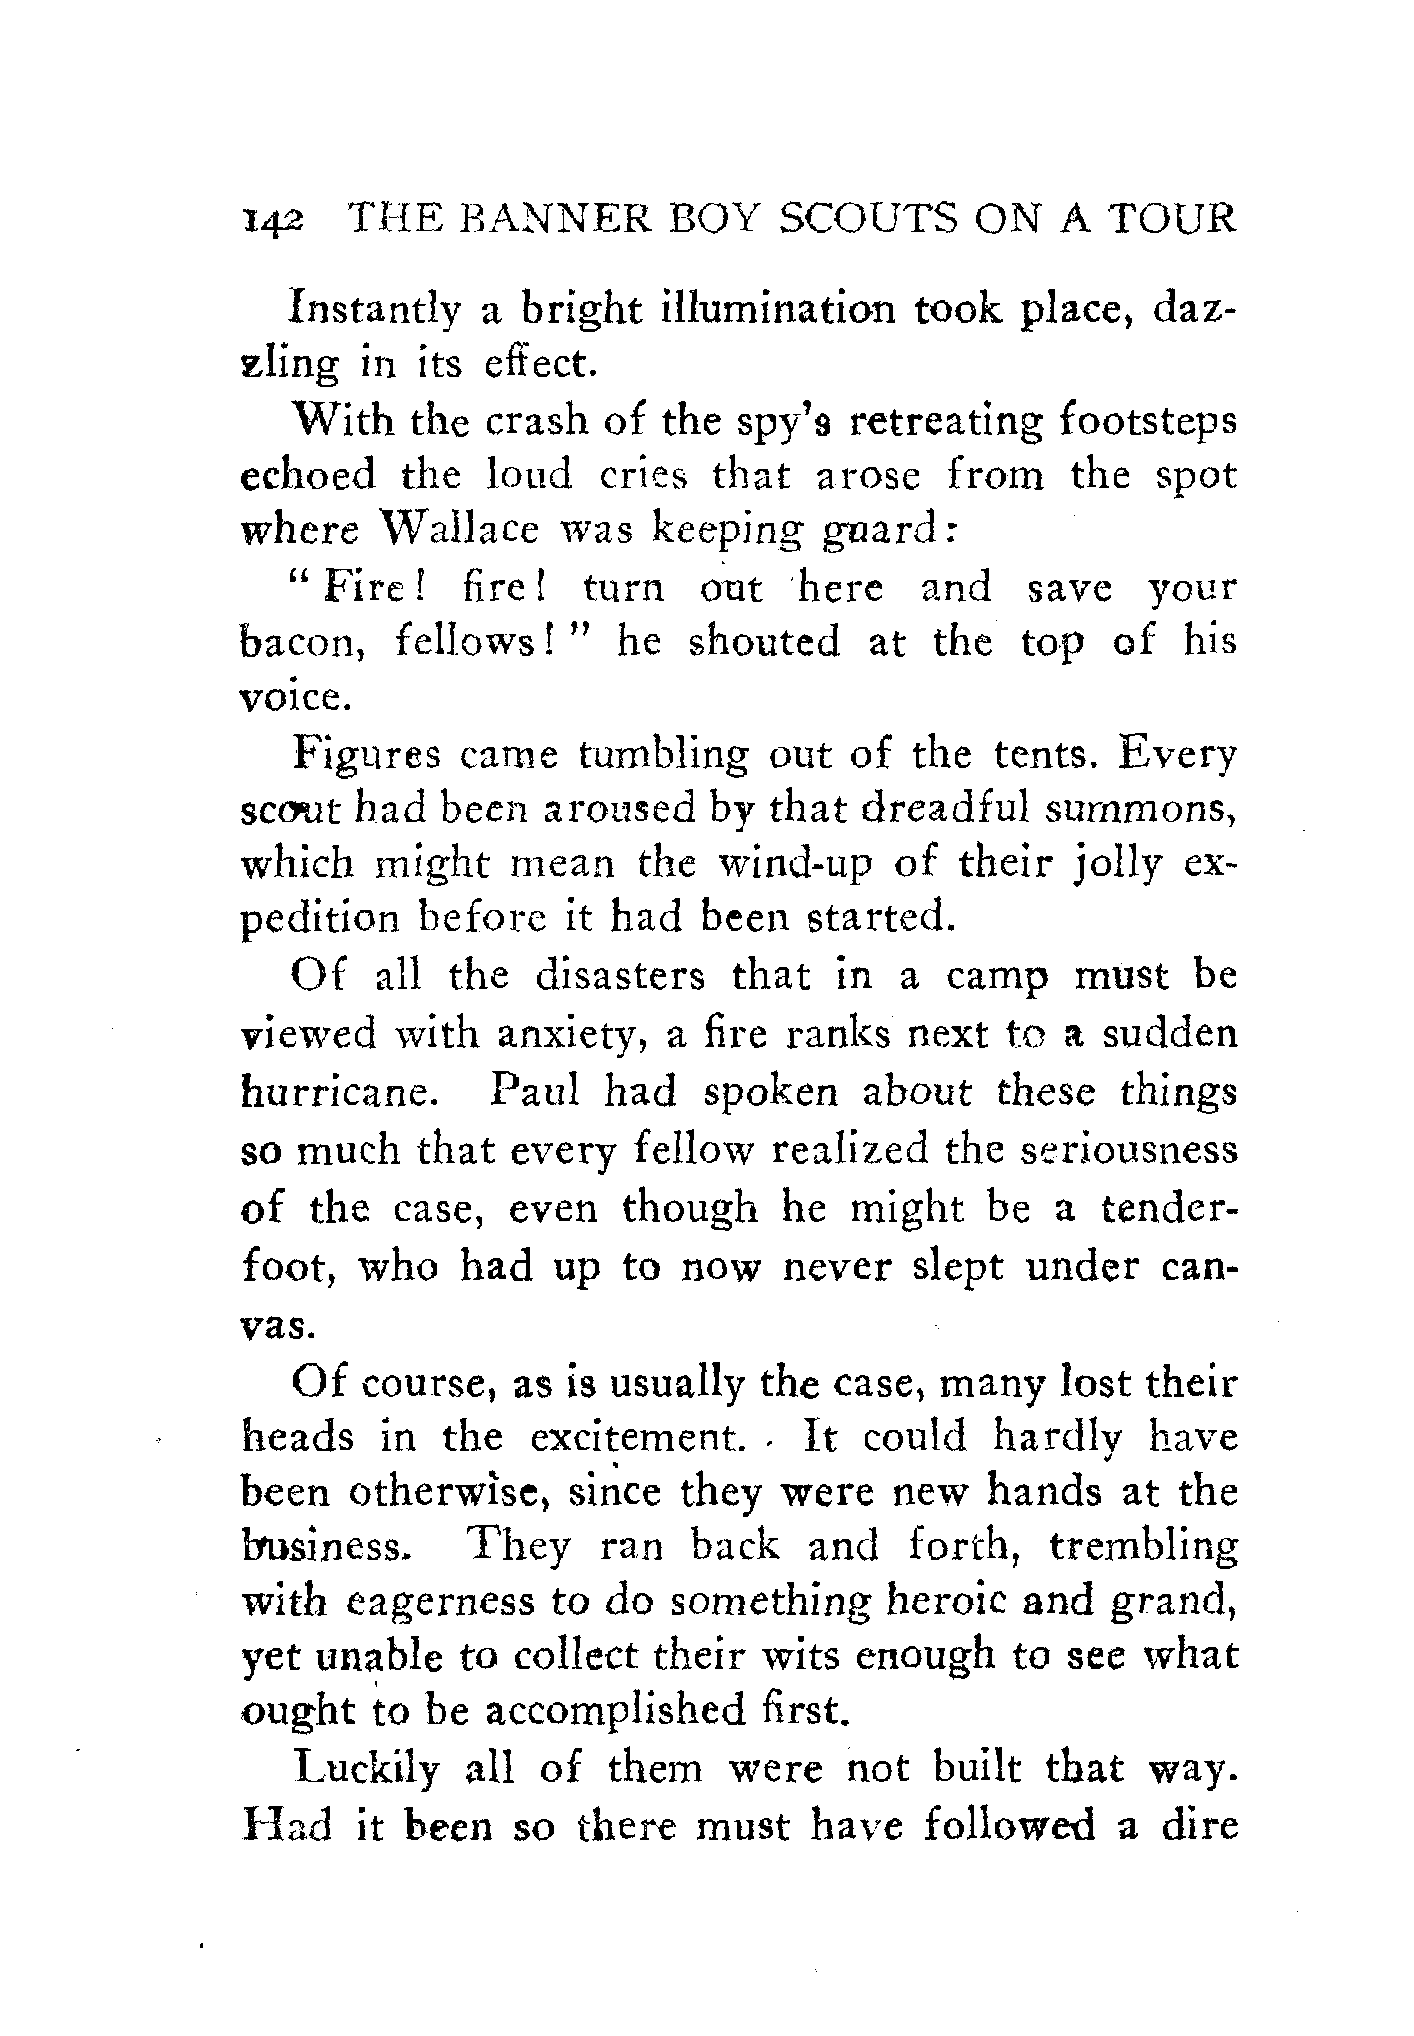 142 THE BANNER BOY SCOUTS ON A TOUR
Instantly a bright illumination took place, daz-
zling in its effect.
With the crash of the spy's retreating footsteps
echoed the loud cries that arose from the spot
where Wallace was keeping guard:
"Fire! fire! turn out here and save your
bacon, fellows!" he shouted at the top of his
voice.
Figures came tumbling out of the tents. Every
scout had been aroused by that dreadful summons,
which might mean the wind-up of their jolly ex-
pedition before it had been started.
Of all the disasters that in a camp must be
viewed with anxiety, a fire ranks next to a sudden
hurricane. Paul had spoken about these things
so much that every fellow realized the seriousness
of the case, even though he might be a tender-
foot, who had up to now never slept under can-
vas.
Of course, as is usually the case, many lost their
heads in the excitement. It could hardly have
been otherwise, since they were new hands at the
business. They ran back and forth, trembling
with eagerness to do something heroic and grand,
yet unable to collect their wits enough to see what
ought to be accomplished first.
Luckily all of them were not built that way.
Had it been so there must have followed a dire